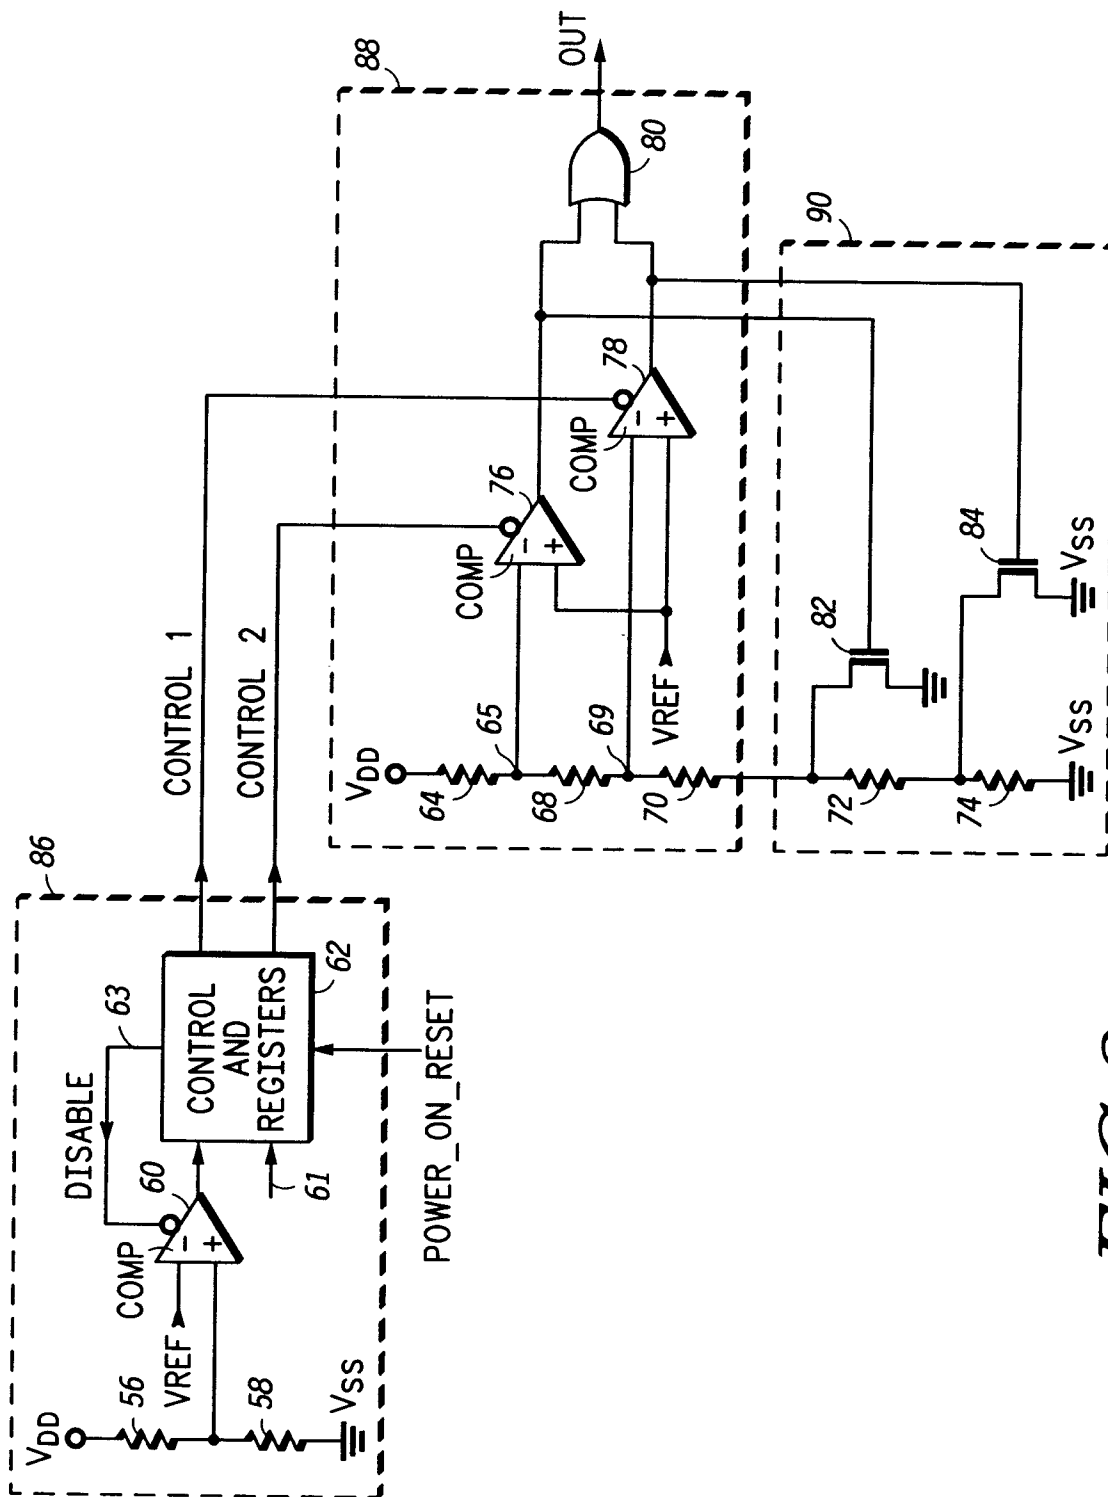 86
V_DD
56
58
V_SS
VREF
COMP
60
DISABLE
63
CONTROL
AND
REGISTERS
62
61
POWER_ON_RESET
CONTROL 1
CONTROL 2
88
V_DD
64
65
68
69
70
VREF
COMP
76
COMP
78
80
OUT
90
72
74
V_SS
82
84
V_SS